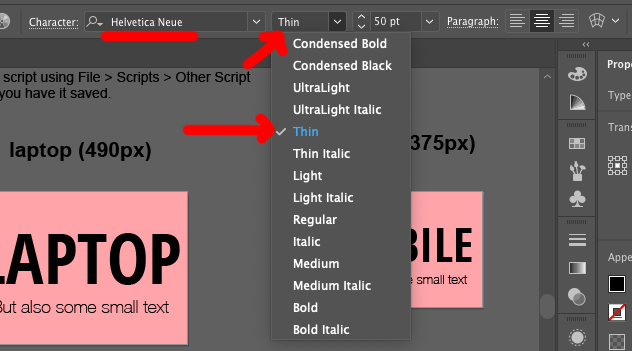 Character: Helvetica Neue Thin 50 pt Paragraph:
Condensed Bold
Condensed Black
UltraLight
UltraLight Italic
Thin
Thin Italic
Light
Light Italic
Regular
Italic
Medium
Medium Italic
Bold
Bold Italic
script using File > Scripts > Other Script
you have it saved.
laptop (490px)
375px)
LAPTOP
But also some small text
BILE
me small text
Prope
Type
Trans
Appe